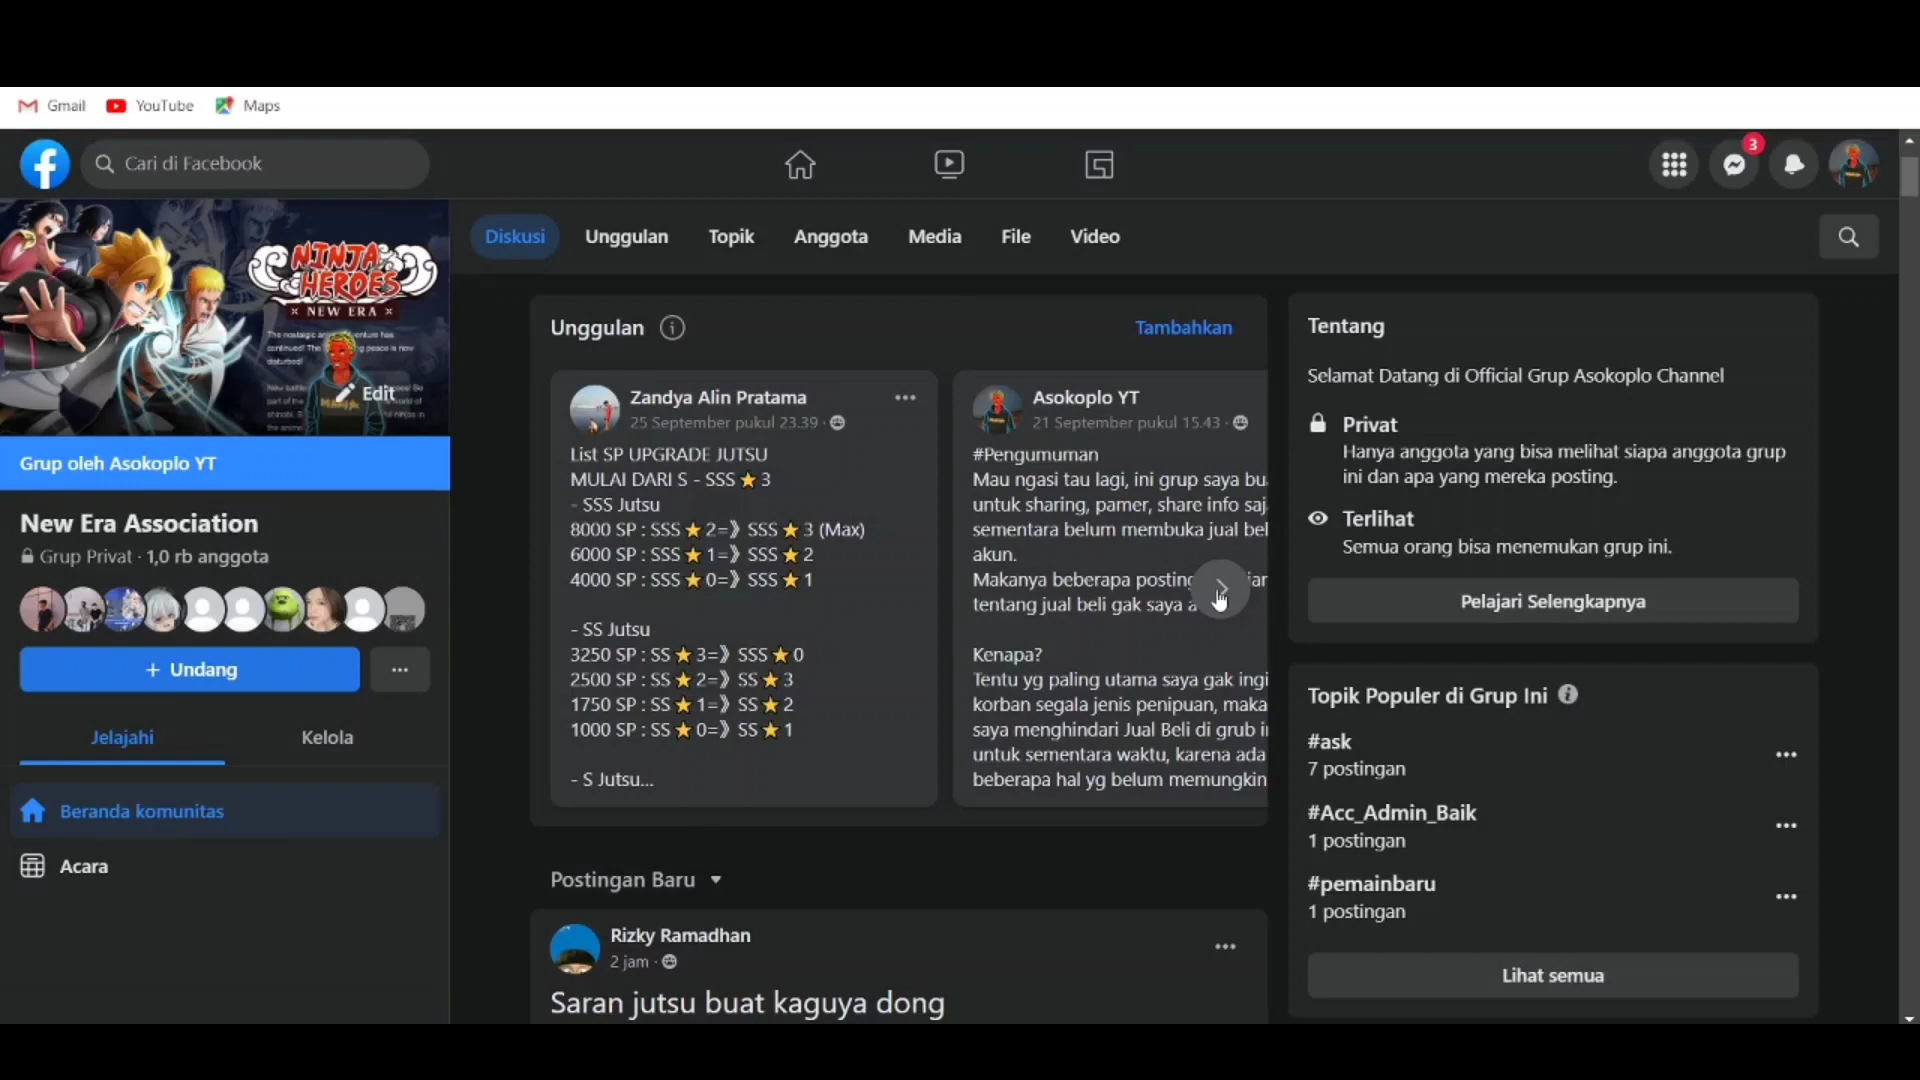 Gmail
YouTube
Maps
Cari di Facebook
3
NINJA
HEROES
NEW ERA
Edit
Grup oleh Asokoplo YT
New Era Association
Grup Privat · 1,0 rb anggota
+ Undang
Jelajahi
Kelola
Beranda komunitas
Acara
Diskusi
Unggulan
Topik
Anggota
Media
File
Video
Unggulan
Tambahkan
Zandya Alin Pratama
25 September pukul 23.39 ·
List SP UPGRADE JUTSU
MULAI DARI S - SSS ⭐ 3
- SSS Jutsu
8000 SP : SSS ⭐ 2=》 SSS ⭐ 3 (Max)
6000 SP : SSS ⭐ 1=》 SSS ⭐ 2
4000 SP : SSS ⭐ 0=》 SSS ⭐ 1
- SS Jutsu
3250 SP : SS ⭐ 3=》 SSS ⭐ 0
2500 SP : SS ⭐ 2=》 SS ⭐ 3
1750 SP : SS ⭐ 1=》 SS ⭐ 2
1000 SP : SS ⭐ 0=》 SS ⭐ 1
- S Jutsu...
Asokoplo YT
21 September pukul 15.43 ·
#Pengumuman
Mau ngasi tau lagi, ini grup saya bu
untuk sharing, pamer, share info saj
sementara belum membuka jual bel
akun.
Makanya beberapa posting
tentang jual beli gak saya a
Kenapa?
Tentu yg paling utama saya gak ingi
korban segala jenis penipuan, maka
saya menghindari Jual Beli di grub i
untuk sementara waktu, karena ada
beberapa hal yg belum memungkin
Postingan Baru
Rizky Ramadhan
2 jam ·
Saran jutsu buat kaguya dong
Tentang
Selamat Datang di Official Grup Asokoplo Channel
Privat
Hanya anggota yang bisa melihat siapa anggota grup
ini dan apa yang mereka posting.
Terlihat
Semua orang bisa menemukan grup ini.
Pelajari Selengkapnya
Topik Populer di Grup Ini
#ask
7 postingan
#Acc_Admin_Baik
1 postingan
#pemainbaru
1 postingan
Lihat semua